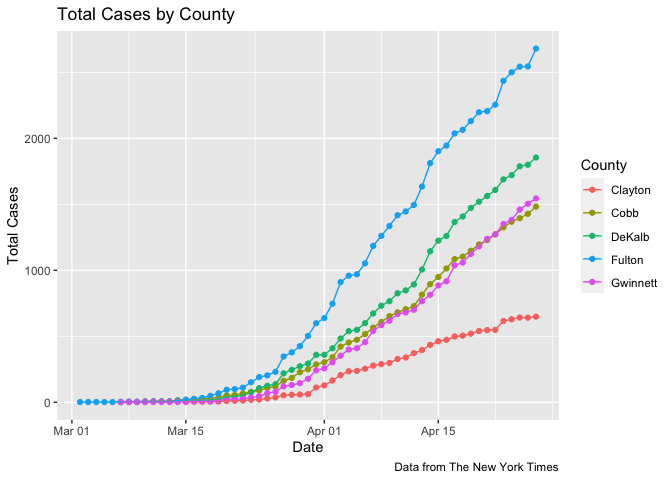 Total Cases by County
Total Cases
2000
1000
0
Mar 01
Mar 15
Apr 01
Apr 15
Date
County
Clayton
Cobb
DeKalb
Fulton
Gwinnett
Data from The New York Times